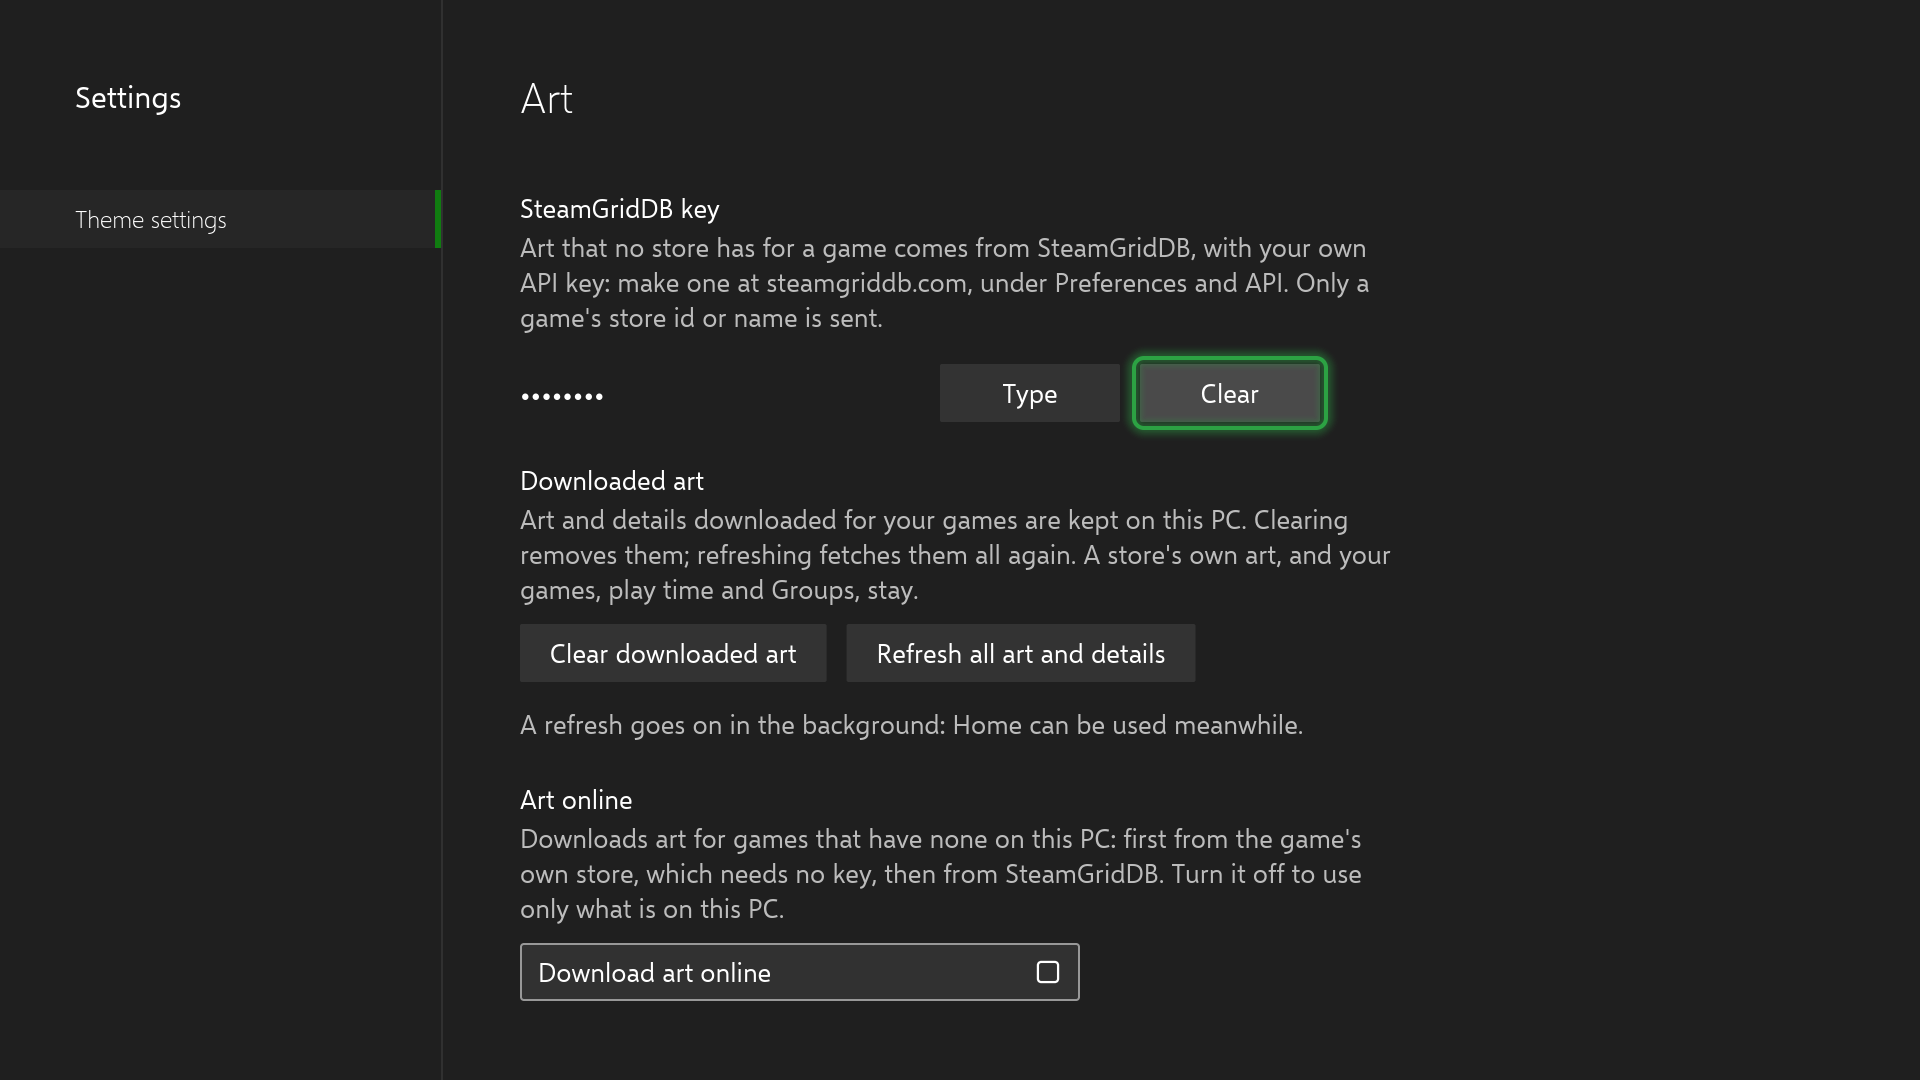 Settings
Theme settings
Art
SteamGridDB key
Art that no store has for a game comes from SteamGridDB, with your own
API key: make one at steamgriddb.com, under Preferences and API. Only a
game's store id or name is sent.
••••••••
Type
Clear
Downloaded art
Art and details downloaded for your games are kept on this PC. Clearing
removes them; refreshing fetches them all again. A store's own art, and your
games, play time and Groups, stay.
Clear downloaded art
Refresh all art and details
A refresh goes on in the background: Home can be used meanwhile.
Art online
Downloads art for games that have none on this PC: first from the game's
own store, which needs no key, then from SteamGridDB. Turn it off to use
only what is on this PC.
Download art online